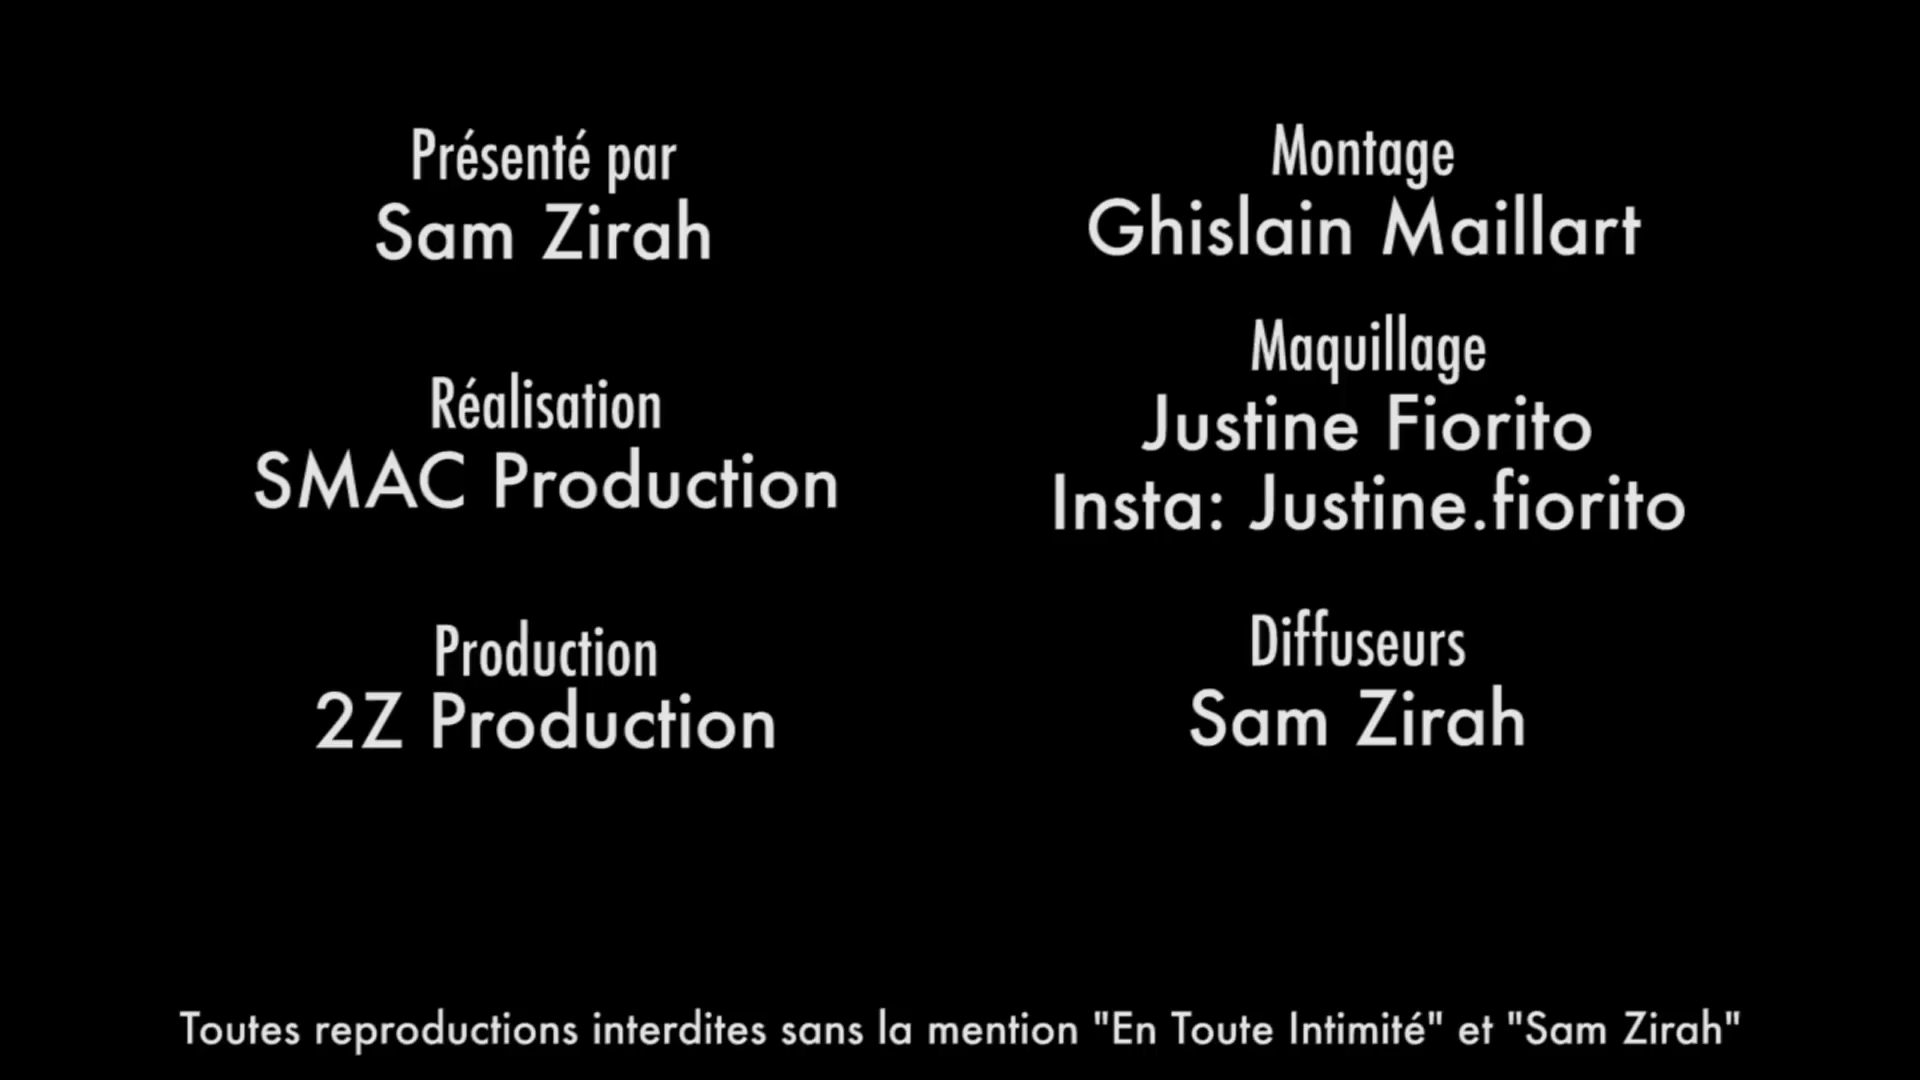 Présenté par
Sam Zirah
Réalisation
SMAC Production
Production
2Z Production
Montage
Ghislain Maillart
Maquillage
Justine Fiorito
Insta: Justine.fiorito
Diffuseurs
Sam Zirah
Toutes reproductions interdites sans la mention "En Toute Intimité" et "Sam Zirah"